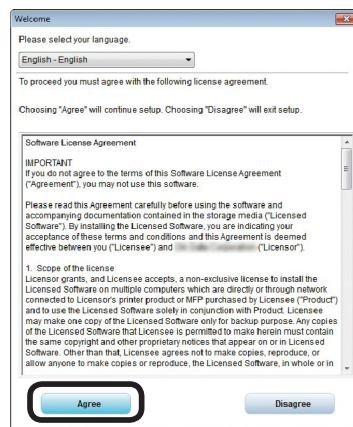 Welcome
Please select your language.
English - English
To proceed you must agree with the following license agreement.
Choosing "Agree" will continue setup. Choosing "Disagree" will exit setup.
Software License Agreement
IMPORTANT
If you do not agree to the terms of this Software License Agreement
("Agreement"), you may not use this software.
Please read this Agreement carefully before using the software and
accompanying documentation contained in the storage media ("Licensed
Software"). By installing the Licensed Software, you are indicating your
acceptance of these terms and conditions and this Agreement is deemed
effective between you ("Licensee") and ("Licensor").
1. Scope of the license
Licensor grants, and Licensee accepts, a non-exclusive license to install the
Licensed Software on multiple computers which are directly or through network
connected to Licensor's printer product or MFP purchased by Licensee ("Product")
and to use the Licensed Software solely in conjunction with Product. Licensee
may make one copy of the Licensed Software only for backup purpose. Any copies
of the Licensed Software that Licensee is permitted to make herein must contain
the same copyright and other proprietary notices that appear on or in Licensed
Software. Other than that, Licensee agrees not to make copies, reproduce, or
allow anyone to make copies or reproduce, the Licensed Software, in whole or in
Agree
Disagree